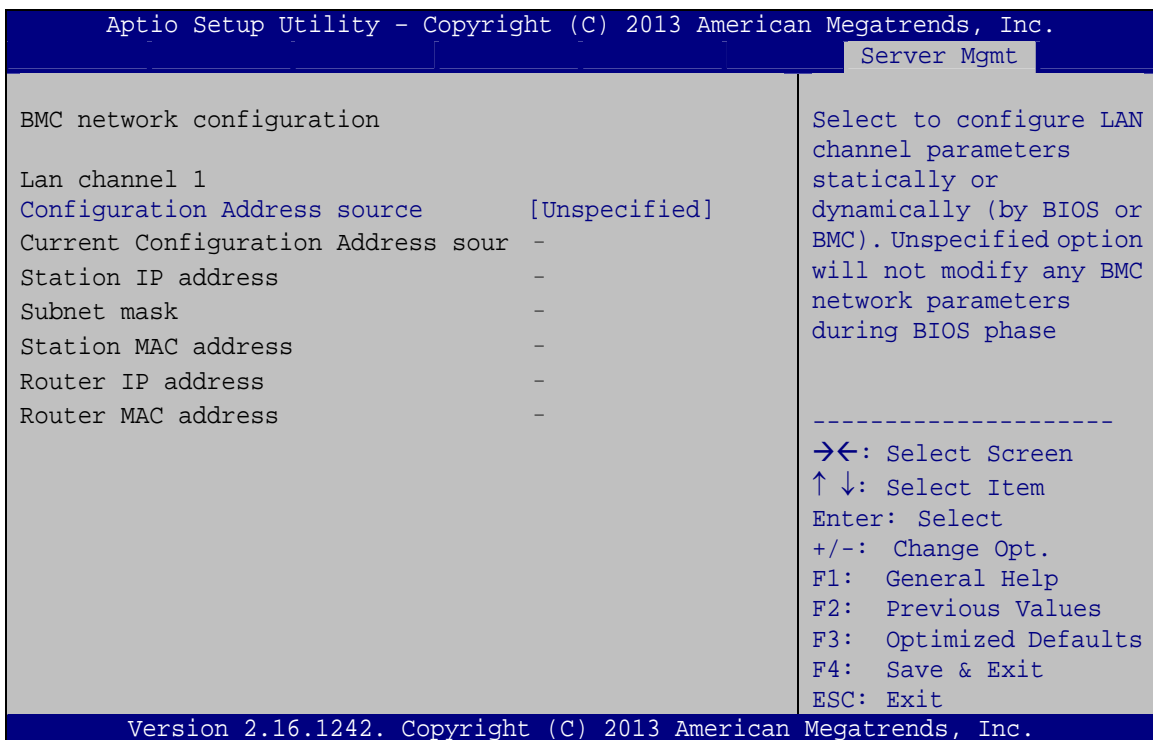 Aptio Setup Utility – Copyright (C) 2013 American Megatrends, Inc.
Server Mgmt
BMC network configuration
Lan channel 1
Configuration Address source [Unspecified]
Current Configuration Address sour -
Station IP address -
Subnet mask -
Station MAC address -
Router IP address -
Router MAC address -
Select to configure LAN
channel parameters
statically or
dynamically (by BIOS or
BMC). Unspecified option
will not modify any BMC
network parameters
during BIOS phase
---------------------
→←: Select Screen
↑ ↓: Select Item
Enter: Select
+/-: Change Opt.
F1: General Help
F2: Previous Values
F3: Optimized Defaults
F4: Save & Exit
ESC: Exit
Version 2.16.1242. Copyright (C) 2013 American Megatrends, Inc.